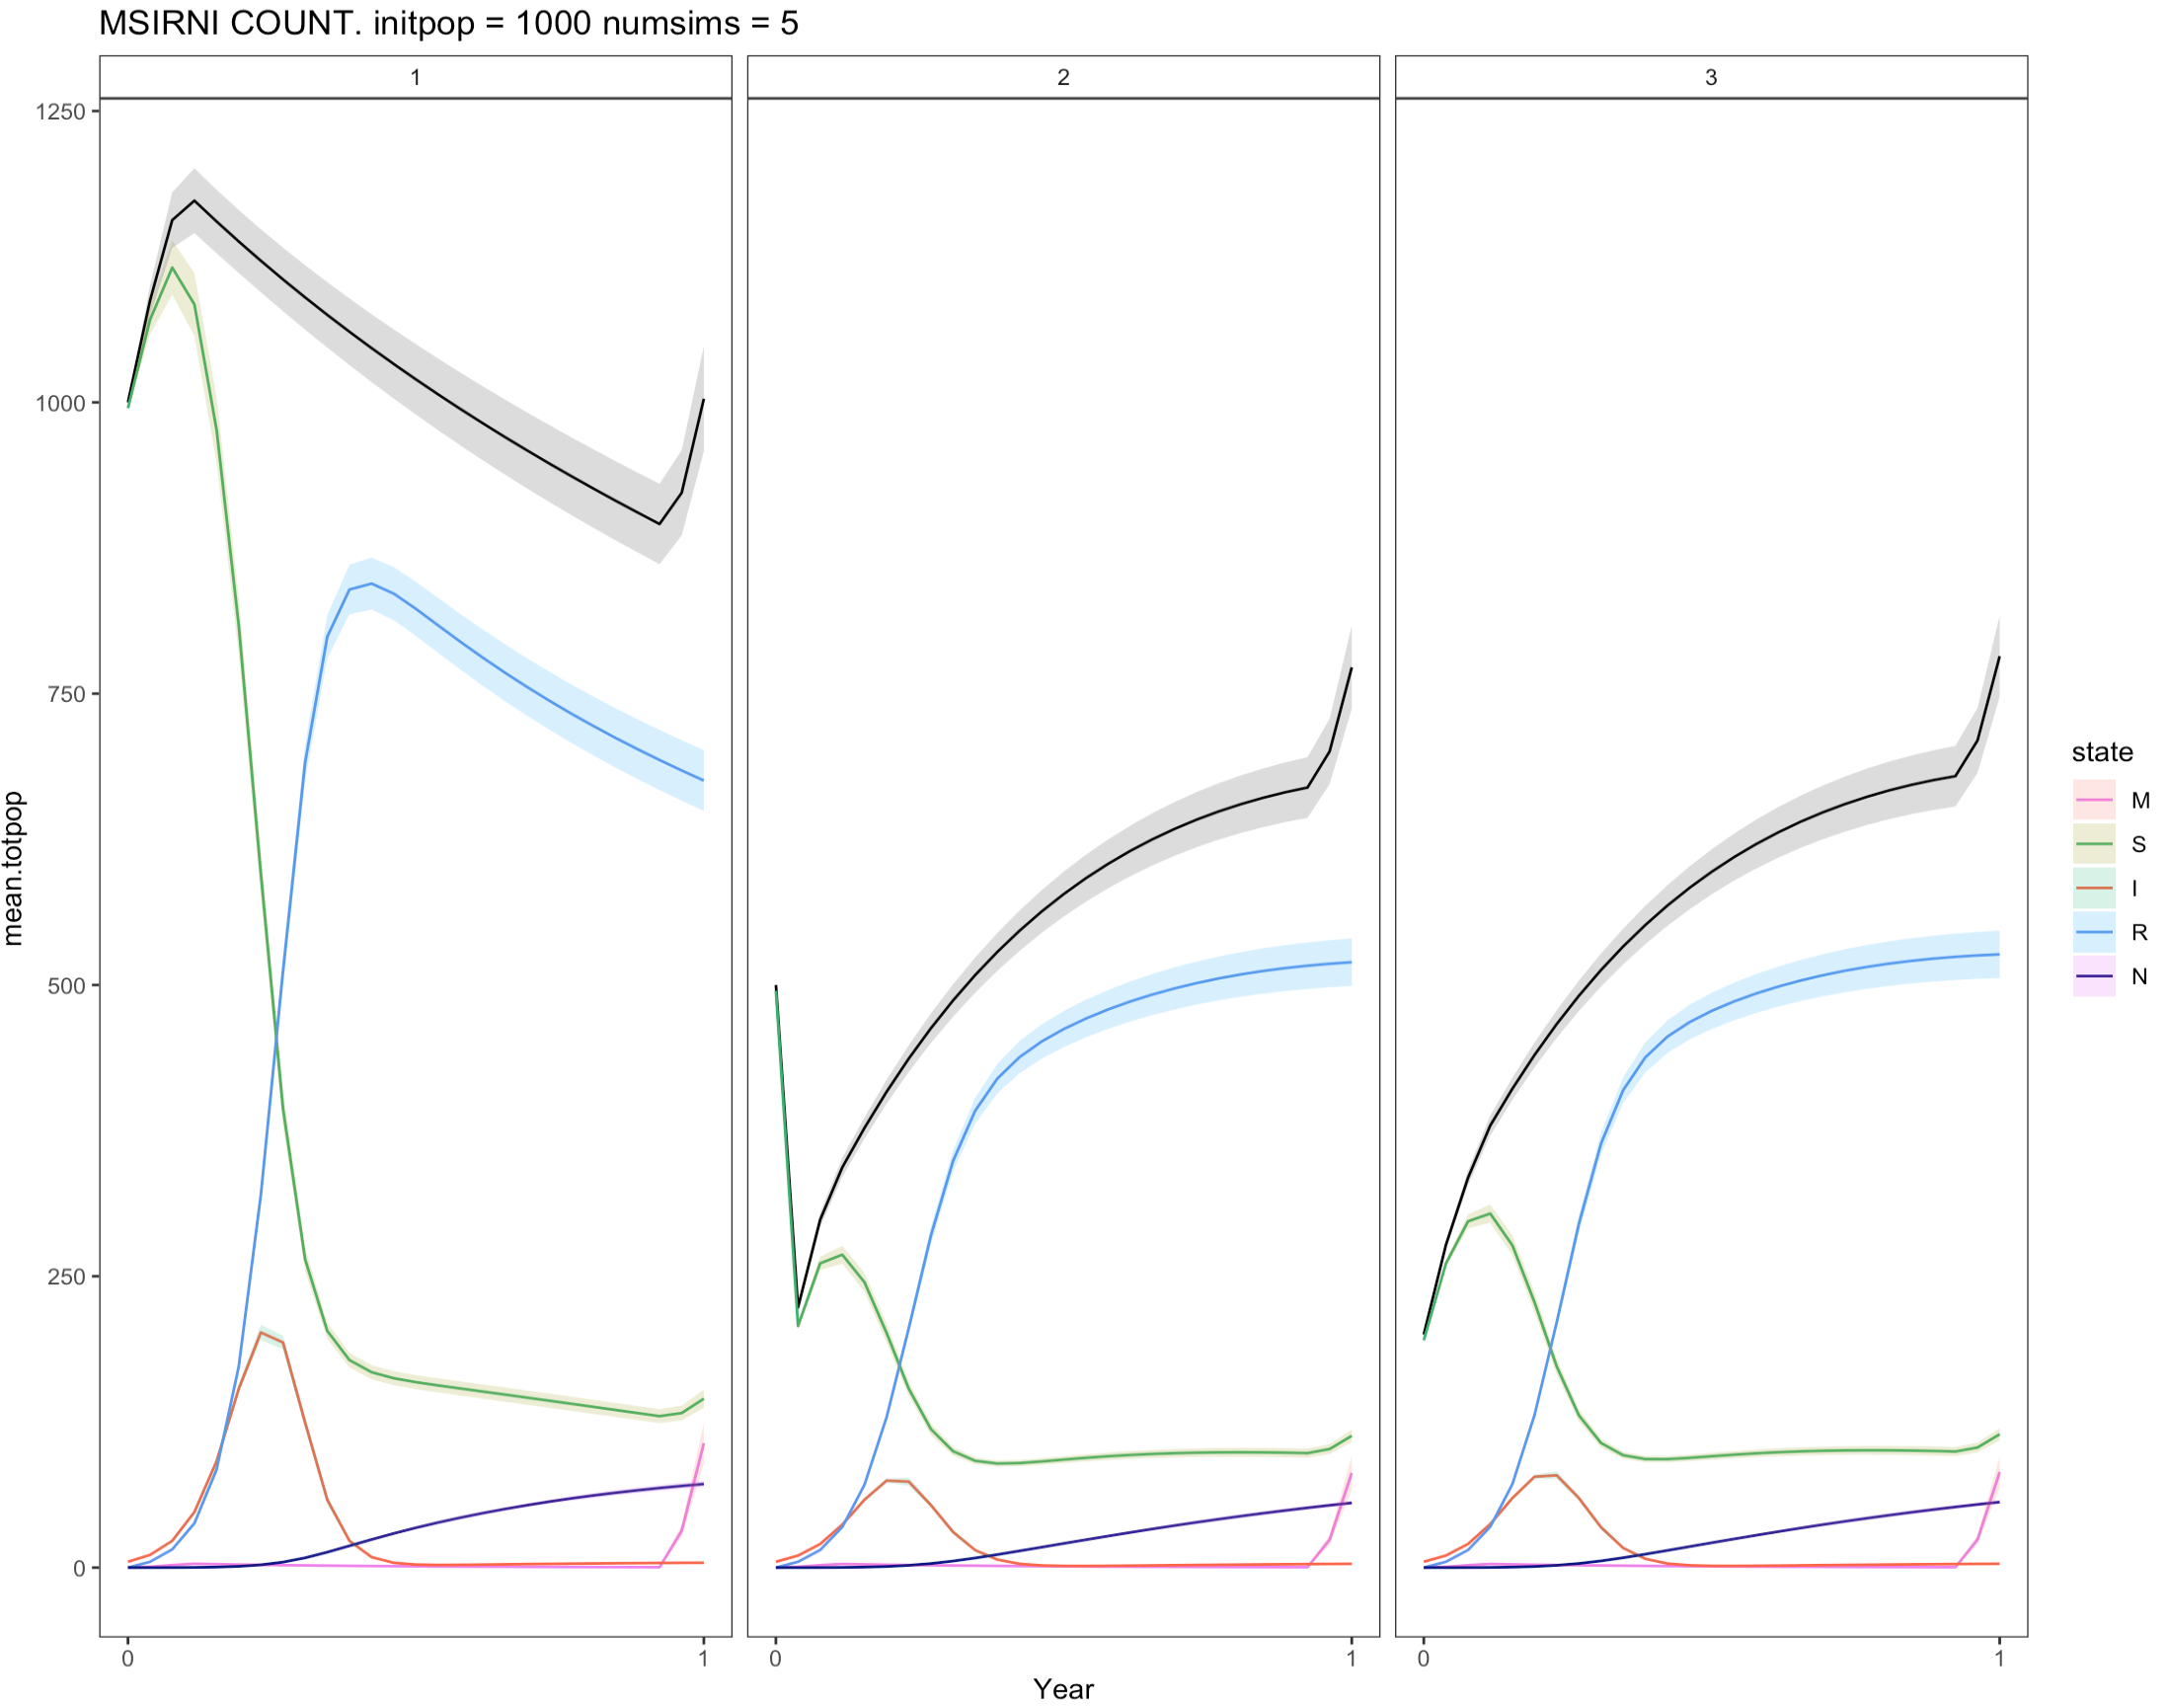 MSIRNI COUNT. initpop = 1000 numsims = 5
1 2 3
1250
1000
750
500
250
0
mean.totpop
0 1 0 1 0 1
Year
state
M
S
I
R
N